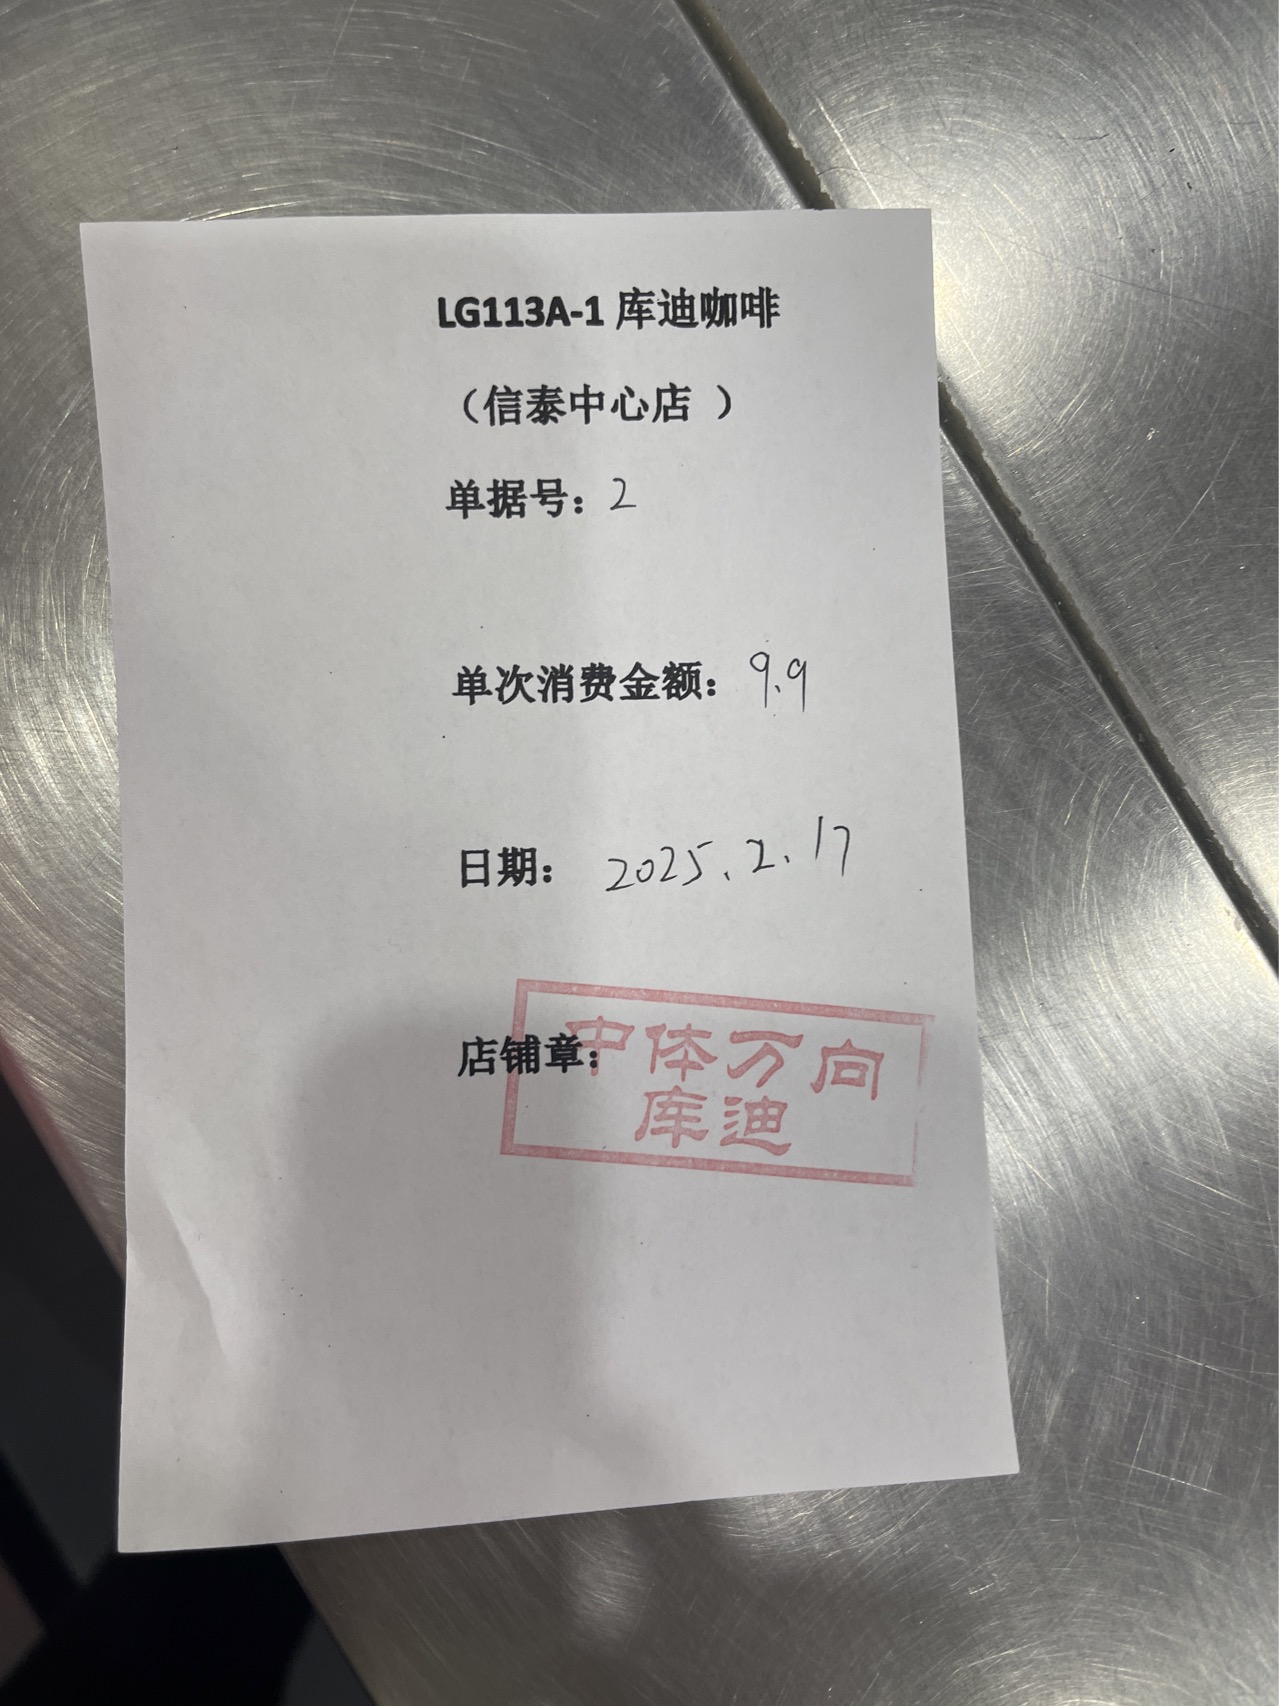 LG113A-1 库迪咖啡
（信泰中心店 ）
单据号：2
单次消费金额：9.9
日期：2025.2.17
店铺章：
中体万向
库迪